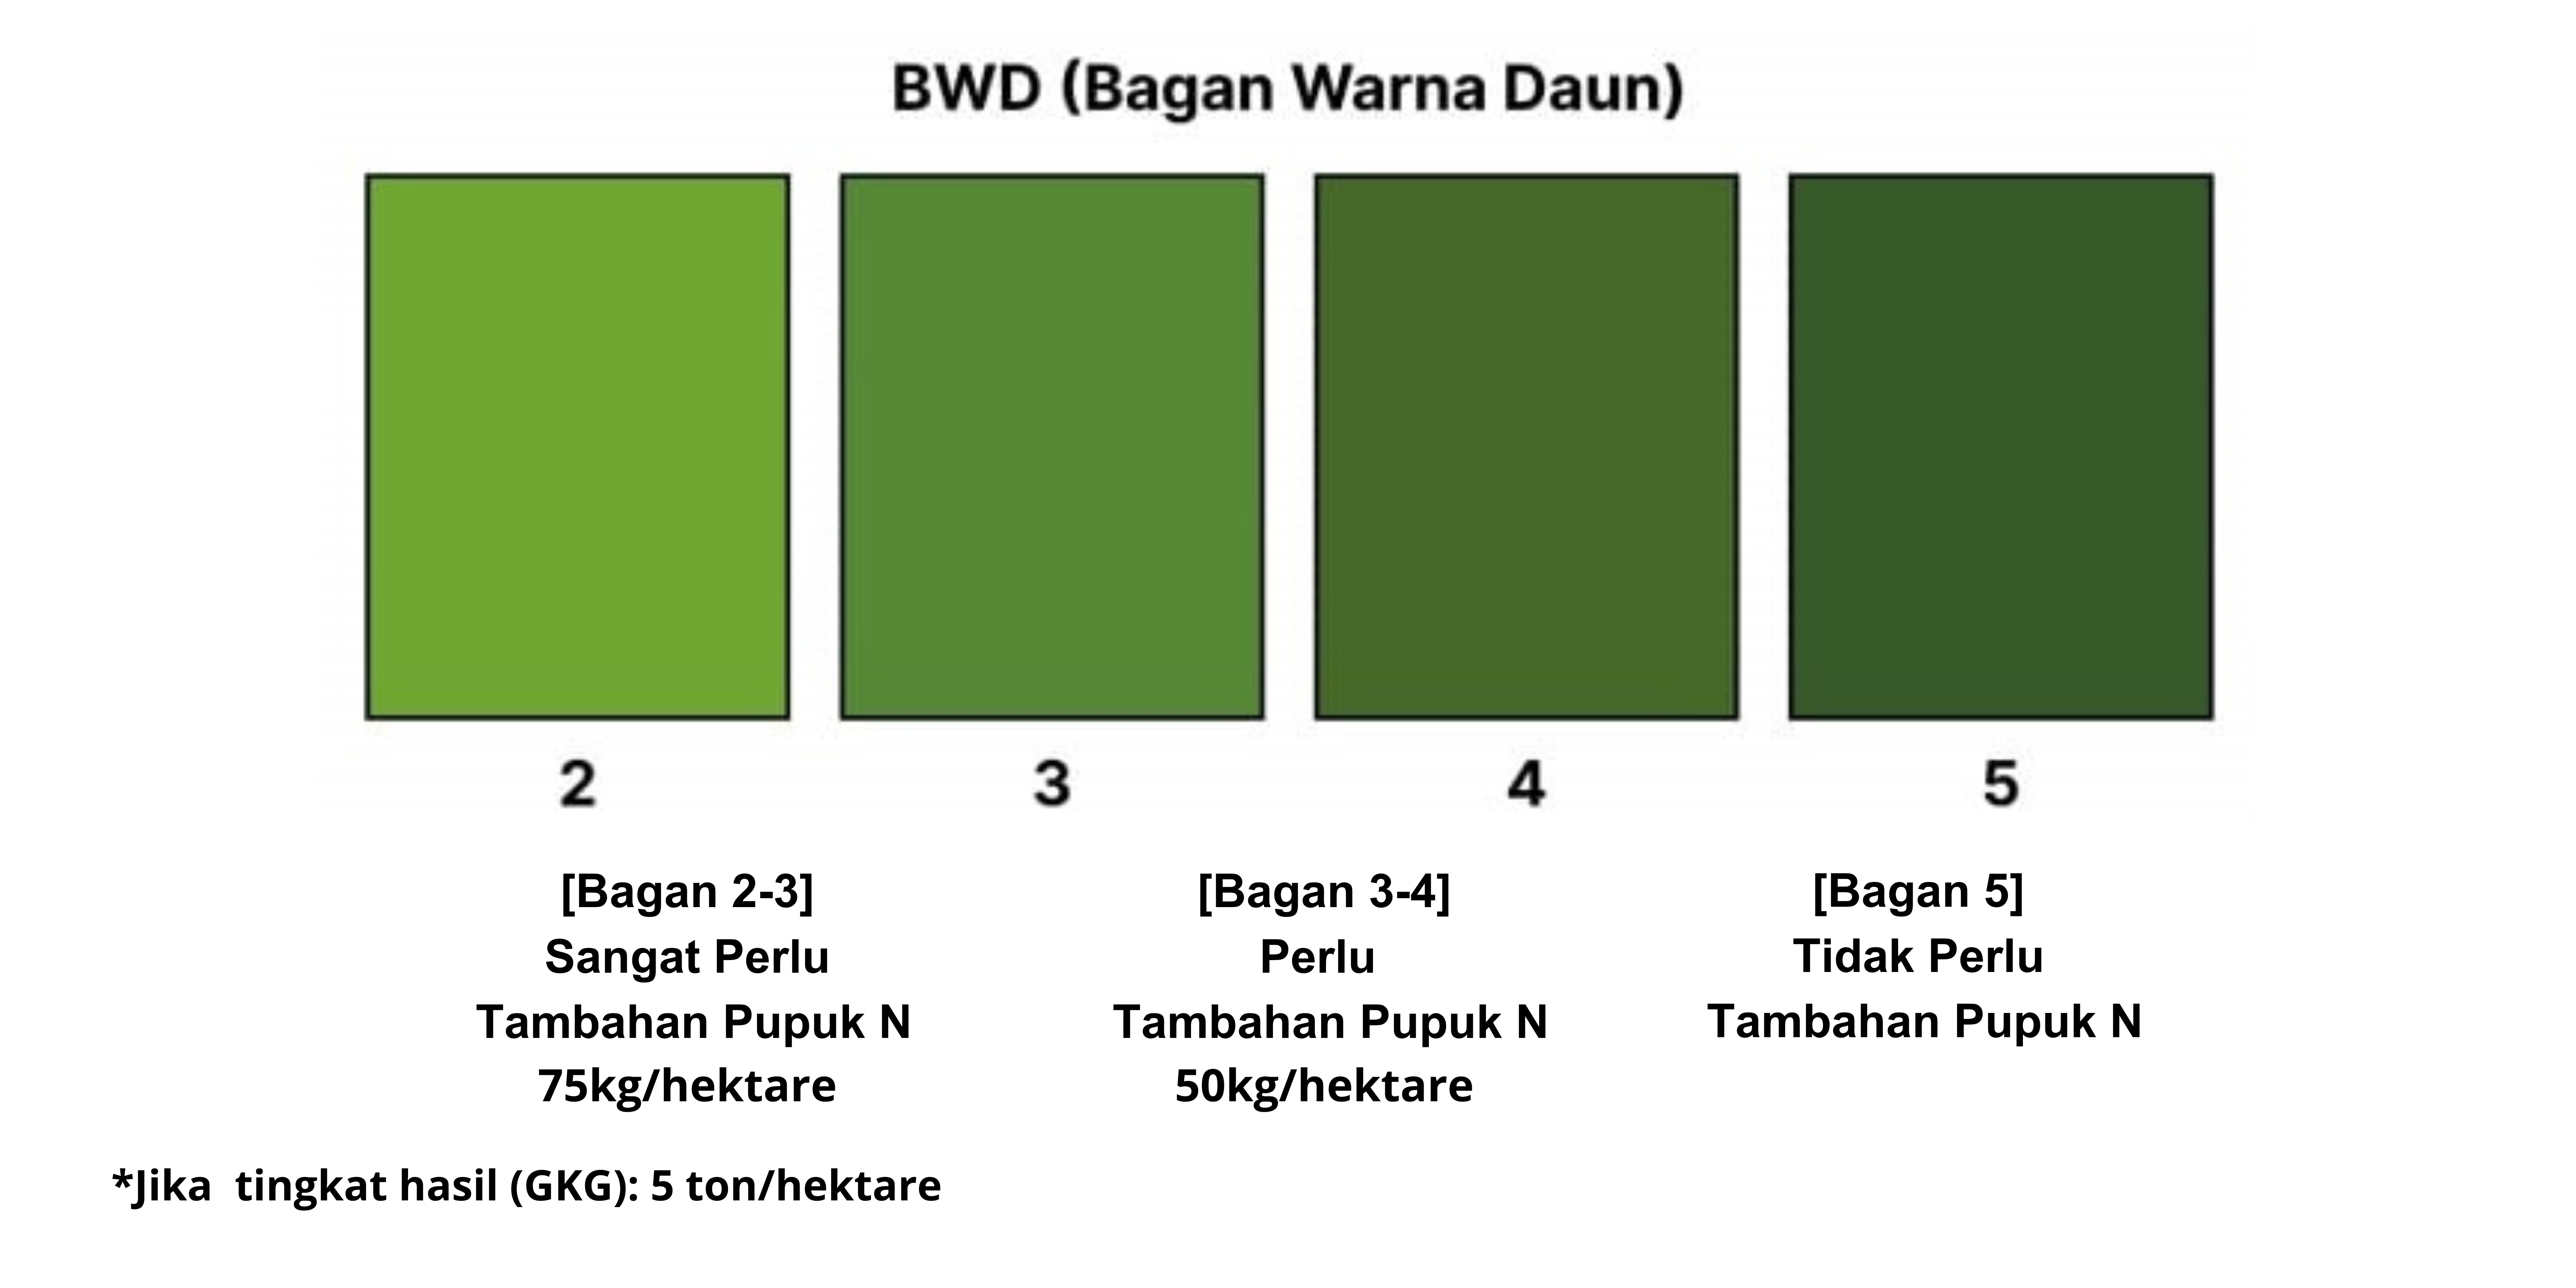 BWD (Bagan Warna Daun)
2
3
4
5
[Bagan 2-3]
Sangat Perlu
Tambahan Pupuk N
75kg/hektare
[Bagan 3-4]
Perlu
Tambahan Pupuk N
50kg/hektare
[Bagan 5]
Tidak Perlu
Tambahan Pupuk N
*Jika  tingkat hasil (GKG): 5 ton/hektare